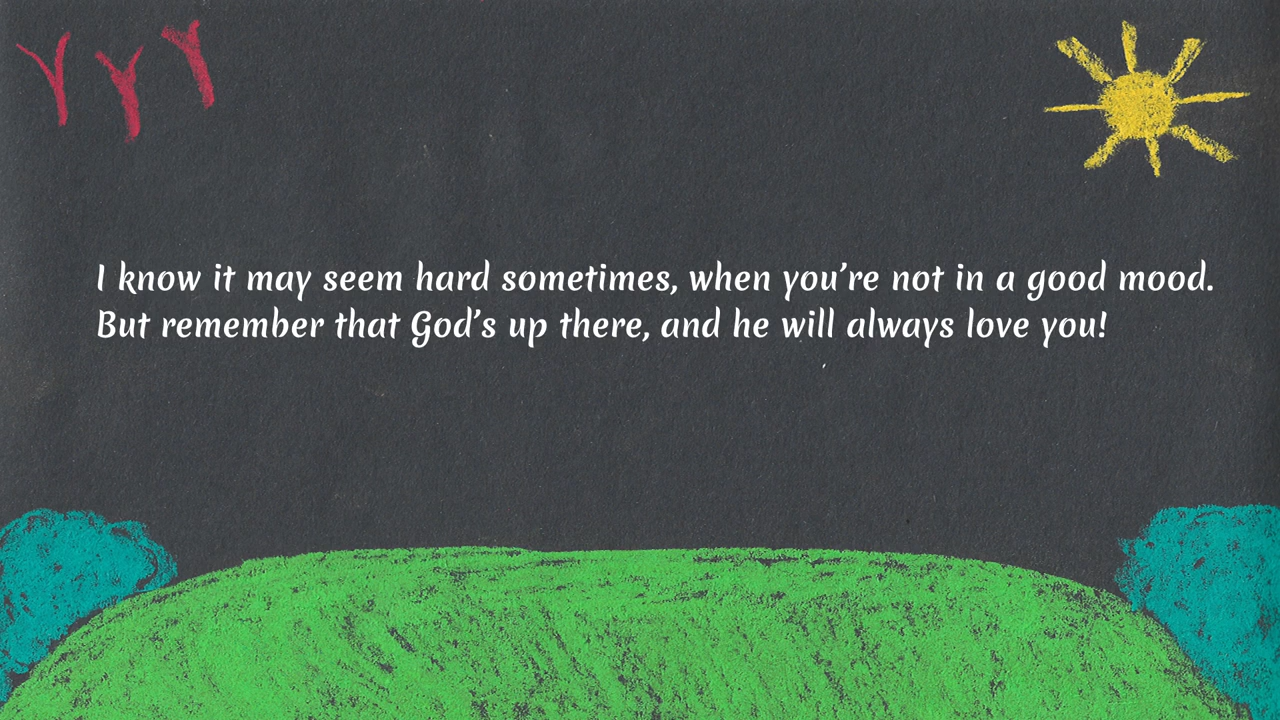 I know it may seem hard sometimes, when you’re not in a good mood.
But remember that God’s up there, and he will always love you!